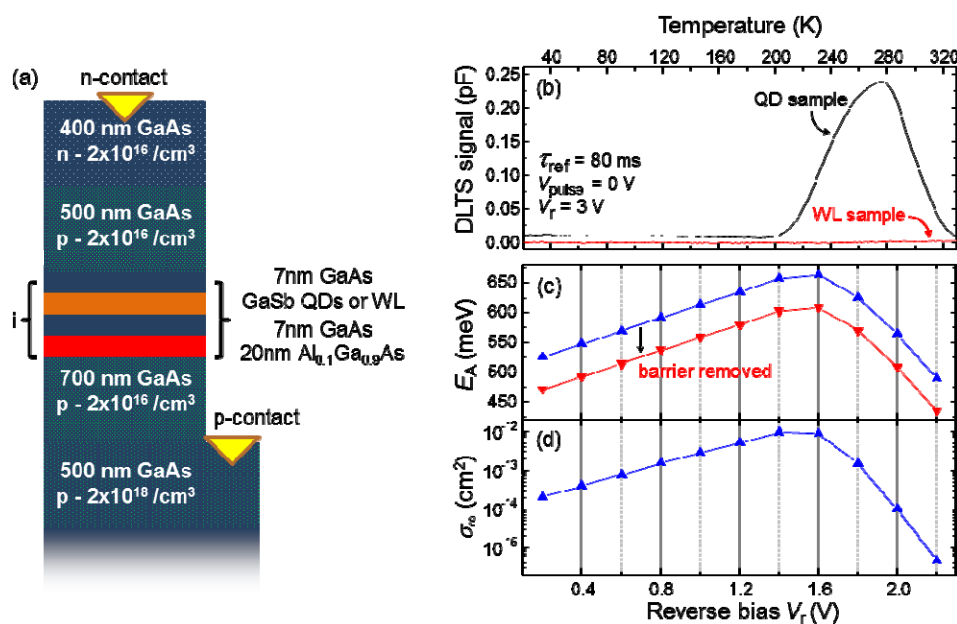 (a)
n-contact
400 nm GaAs
n - 2x10¹⁶ /cm³
500 nm GaAs
p - 2x10¹⁶ /cm³
i
7nm GaAs
GaSb QDs or WL
7nm GaAs
20nm Al₀.₁Ga₀.₉As
700 nm GaAs
p - 2x10¹⁶ /cm³
p-contact
500 nm GaAs
p - 2x10¹⁸ /cm³
Temperature (K)
40 80 120 160 200 240 280 320
(b)
DLTS signal (pF)
0.25
0.20
0.15
0.10
0.05
0.00
QD sample
τref = 80 ms
Vpulse = 0 V
Vr = 3 V
WL sample
(c)
EA (meV)
650
600
550
500
450
barrier removed
(d)
σ∞ (cm²)
10⁻²
10⁻³
10⁻⁴
10⁻⁶
0.4 0.8 1.2 1.6 2.0
Reverse bias Vr (V)